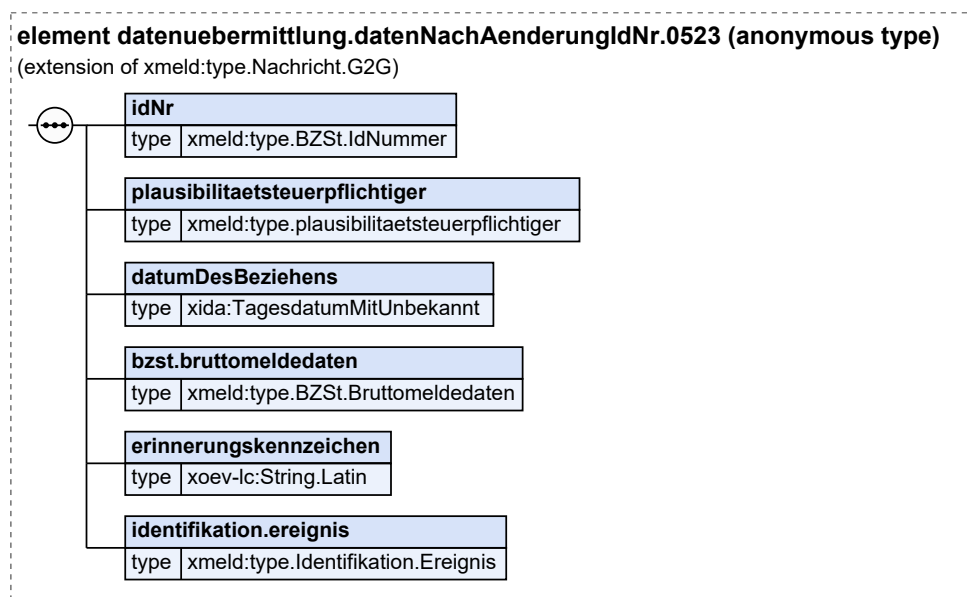 element datenuebermittlung.datenNachAenderungIdNr.0523 (anonymous type)
(extension of xmeld:type.Nachricht.G2G)
idNr
type xmeld:type.BZSt.IdNummer
plausibilitaetsteuerpflichtiger
type xmeld:type.plausibilitaetsteuerpflichtiger
datumDesBeziehens
type xida:TagesdatumMitUnbekannt
bzst.bruttomeldedaten
type xmeld:type.BZSt.Bruttomeldedaten
erinnerungskennzeichen
type xoev-lc:String.Latin
identifikation.ereignis
type xmeld:type.Identifikation.Ereignis